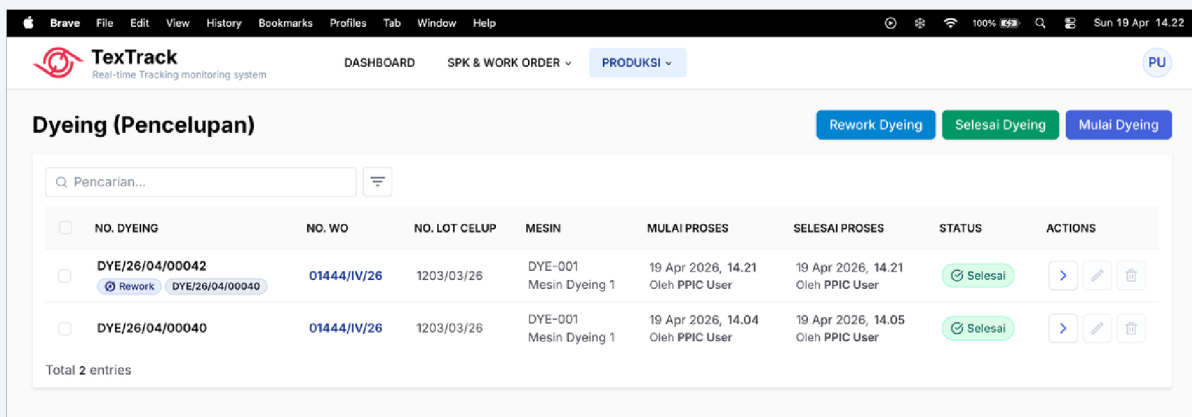 Brave File Edit View History Bookmarks Profiles Tab Window Help 100% Sun 19 Apr 14.22
TexTrack
Real-time Tracking monitoring system
DASHBOARD SPK & WORK ORDER PRODUKSI PU
Dyeing (Pencelupan) Rework Dyeing Selesai Dyeing Mulai Dyeing
Pencarian...
NO. DYEING NO. WO NO. LOT CELUP MESIN MULAI PROSES SELESAI PROSES STATUS ACTIONS
DYE/26/04/00042 01444/IV/26 1203/03/26 DYE-001 19 Apr 2026, 14.21 19 Apr 2026, 14.21 Selesai
Rework DYE/26/04/00040 Mesin Dyeing 1 Oleh PPIC User Oleh PPIC User
DYE/26/04/00040 01444/IV/26 1203/03/26 DYE-001 19 Apr 2026, 14.04 19 Apr 2026, 14.05 Selesai
Mesin Dyeing 1 Oleh PPIC User Oleh PPIC User
Total 2 entries